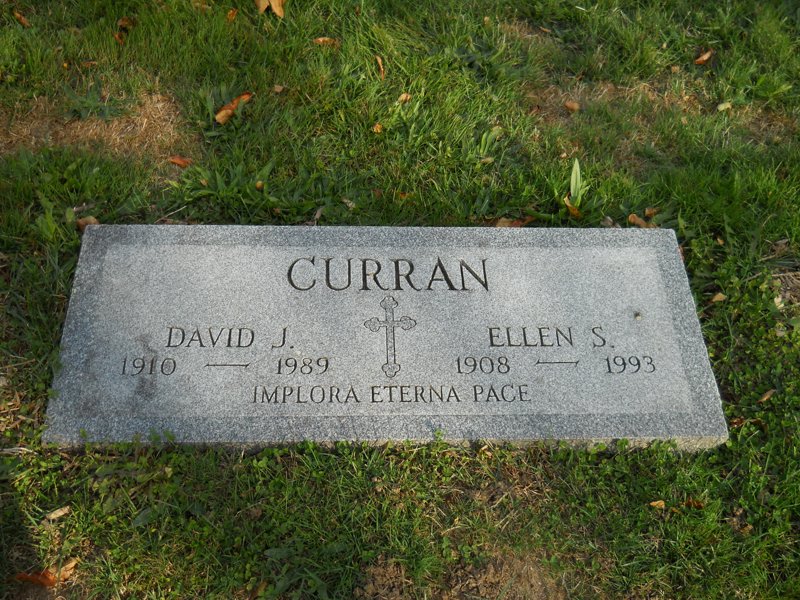 CURRAN
DAVID J. ELLEN S.
1910 — 1989 1908 — 1993
IMPLORA ETERNA PACE